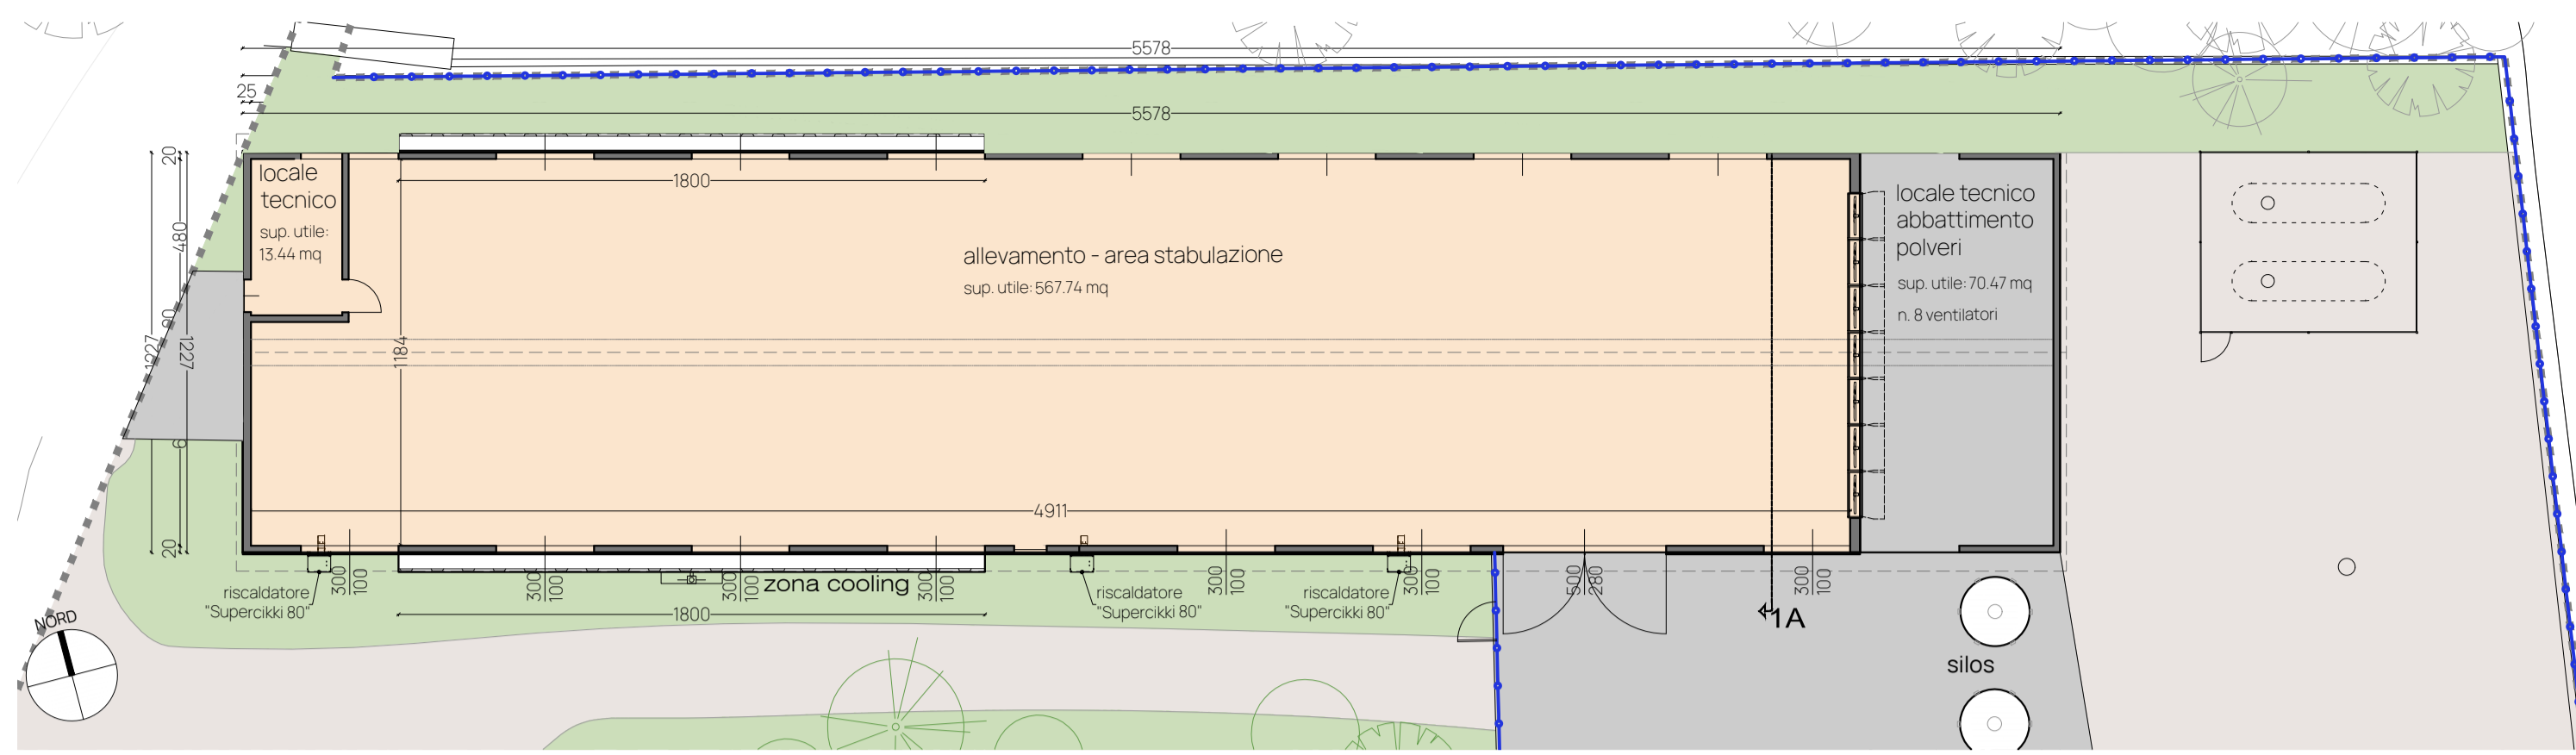 5578
25
5578
20
480
90
1227
1227
6
20
1800
locale
tecnico
sup. utile:
13.44 mq
1184
allevamento - area stabulazione
sup. utile: 567.74 mq
locale tecnico
abbattimento
polveri
sup. utile: 70.47 mq
n. 8 ventilatori
4911
300
100
300
100
300
100
zona cooling
300
100
300
100
300
100
500
280
300
100
riscaldatore
"Supercikki 80"
1800
riscaldatore
"Supercikki 80"
riscaldatore
"Supercikki 80"
1A
NORD
silos